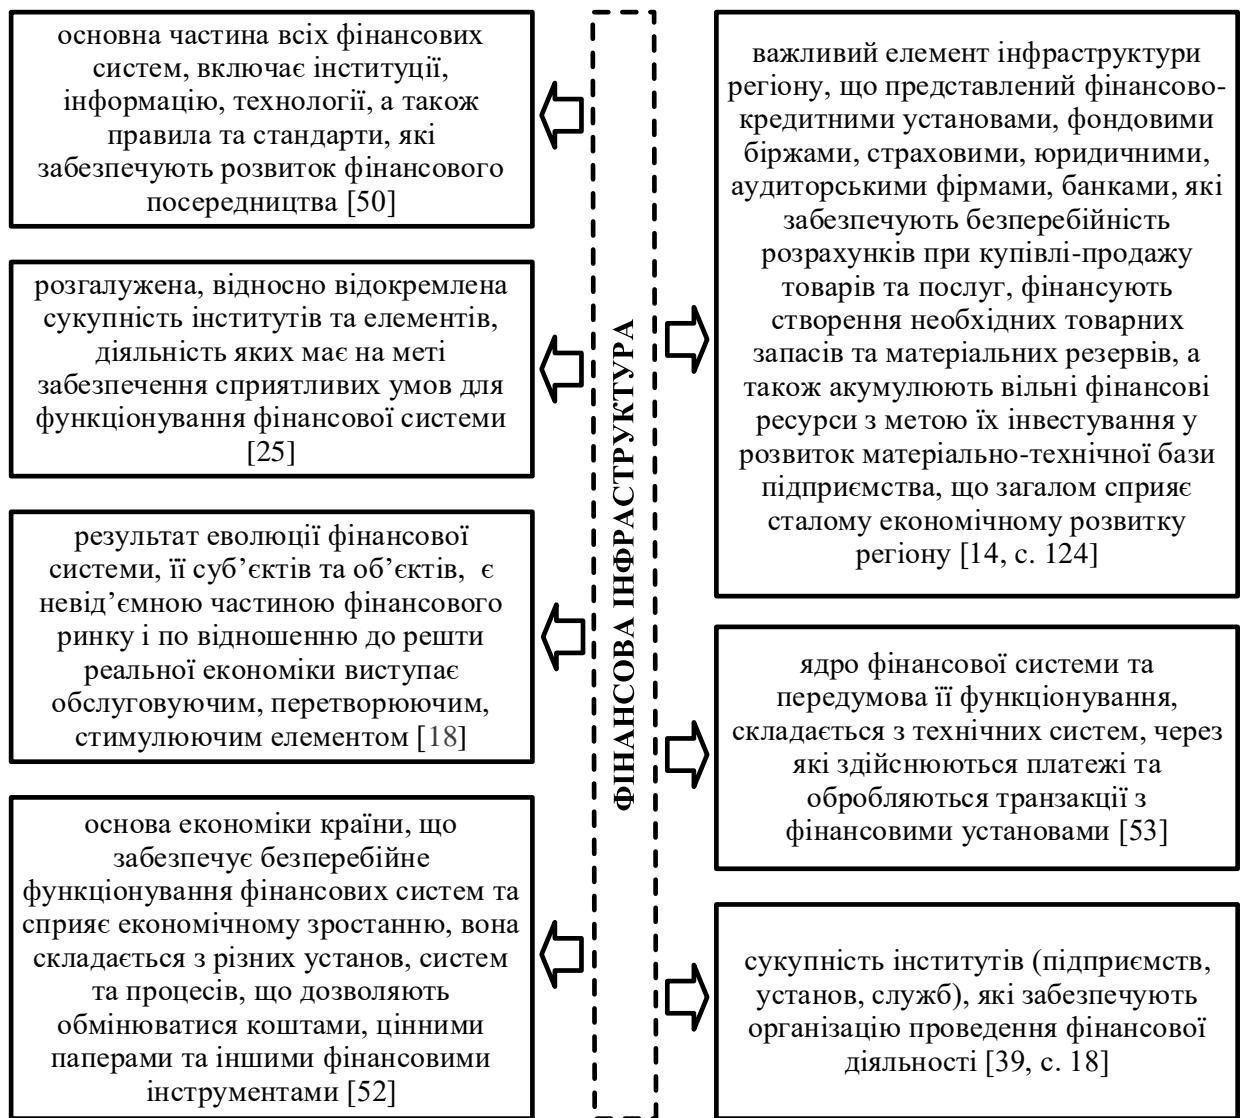 основна частина всіх фінансових
систем, включає інституції,
інформацію, технології, а також
правила та стандарти, які
забезпечують розвиток фінансового
посередництва [50]
розгалужена, відносно відокремлена
сукупність інститутів та елементів,
діяльність яких має на меті
забезпечення сприятливих умов для
функціонування фінансової системи
[25]
результат еволюції фінансової
системи, її суб’єктів та об’єктів,  є
невід’ємною частиною фінансового
ринку і по відношенню до решти
реальної економіки виступає
обслуговуючим, перетворюючим,
стимулюючим елементом [18]
основа економіки країни, що
забезпечує безперебійне
функціонування фінансових систем та
сприяє економічному зростанню, вона
складається з різних установ, систем
та процесів, що дозволяють
обмінюватися коштами, цінними
паперами та іншими фінансовими
інструментами [52]
ФІНАНСОВА ІНФРАСТРУКТУРА
важливий елемент інфраструктури
регіону, що представлений фінансово-
кредитними установами, фондовими
біржами, страховими, юридичними,
аудиторськими фірмами, банками, які
забезпечують безперебійність
розрахунків при купівлі-продажу
товарів та послуг, фінансують
створення необхідних товарних
запасів та матеріальних резервів, а
також акумулюють вільні фінансові
ресурси з метою їх інвестування у
розвиток матеріально-технічної бази
підприємства, що загалом сприяє
сталому економічному розвитку
регіону [14, с. 124]
ядро фінансової системи та
передумова її функціонування,
складається з технічних систем, через
які здійснюються платежі та
обробляються транзакції з
фінансовими установами [53]
сукупність інститутів (підприємств,
установ, служб), які забезпечують
організацію проведення фінансової
діяльності [39, с. 18]